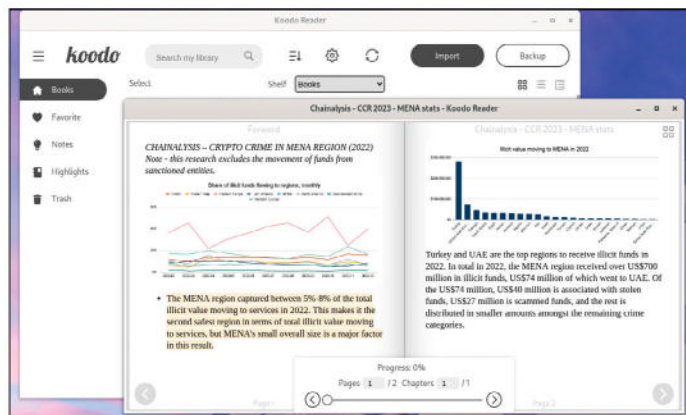 Koodo Reader
koodo
Search my library
Import
Backup
Books
Select
Shelf
Books
Favorite
Notes
Highlights
Trash
Chainalysis - CCR 2023 - MENA stats - Koodo Reader
Forward
CHAINALYSIS – CRYPTO CRIME IN MENA REGION (2022)
Note - this research excludes the movement of funds from
sanctioned entities.
Share of illicit funds flowing to regions, monthly
• The MENA region captured between 5%-8% of the total
illicit value moving to services in 2022. This makes it the
second safest region in terms of total illicit value moving
to services, but MENA's small overall size is a major factor
in this result.
Page 1
Chainalysis - CCR 2023 - MENA stats
Illicit value moving to MENA in 2022
Turkey and UAE are the top regions to receive illicit funds in
2022. In total in 2022, the MENA region received over US$700
million in illicit funds, US$74 million of which went to UAE. Of
the US$74 million, US$40 million is associated with stolen
funds, US$27 million is scammed funds, and the rest is
distributed in smaller amounts amongst the remaining crime
categories.
Page 2
Progress: 0%
Pages 1 / 2 Chapters 1 / 1